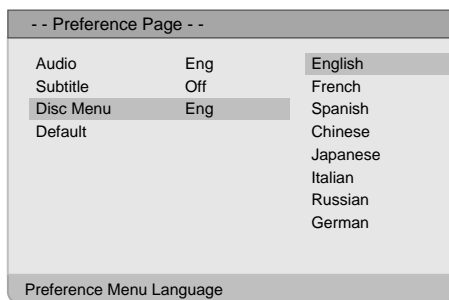 - - Preference Page - -
Audio Eng English
Subtitle Off French
Disc Menu Eng Spanish
Default Chinese
Japanese
Italian
Russian
German
Preference Menu Language